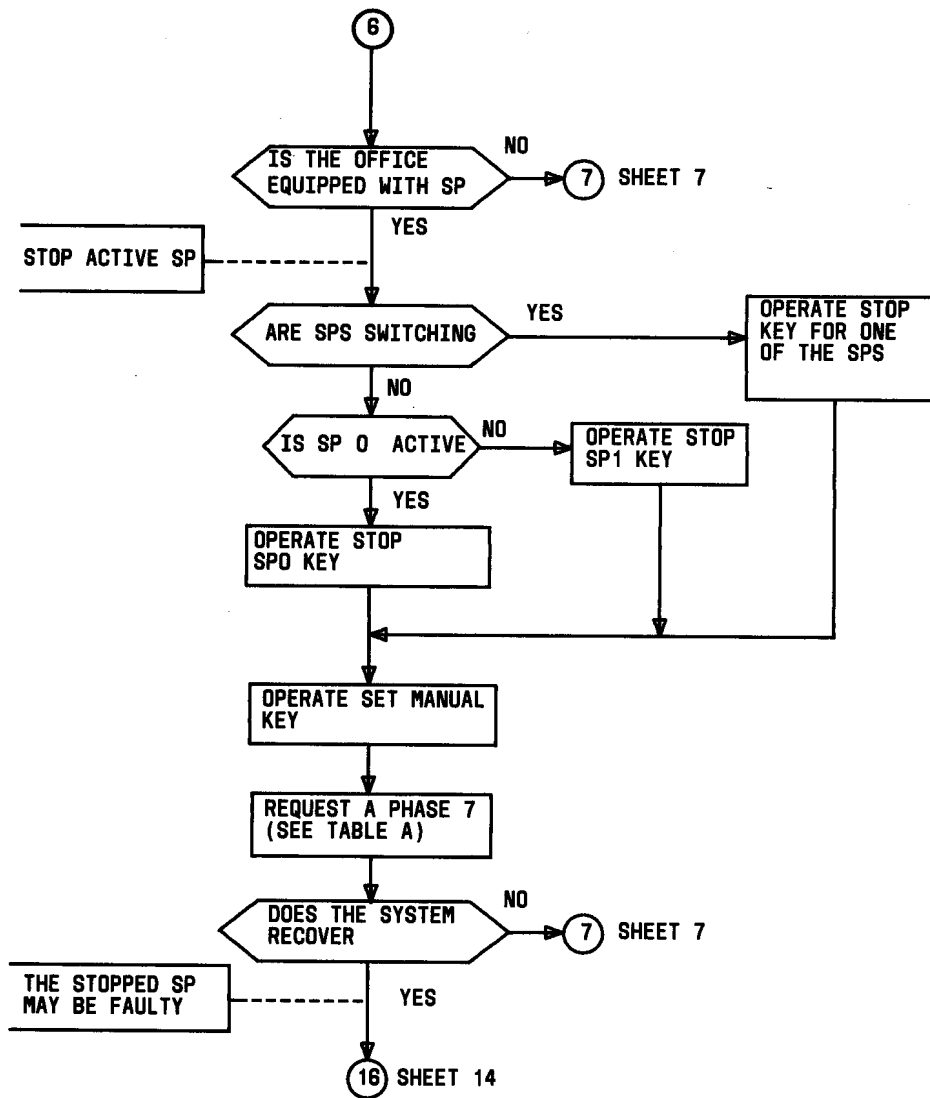 6
IS THE OFFICE
EQUIPPED WITH SP
NO
7 SHEET 7
YES
STOP ACTIVE SP
ARE SPS SWITCHING
YES
OPERATE STOP
KEY FOR ONE
OF THE SPS
NO
IS SP 0 ACTIVE
NO
OPERATE STOP
SP1 KEY
YES
OPERATE STOP
SP0 KEY
OPERATE SET MANUAL
KEY
REQUEST A PHASE 7
(SEE TABLE A)
DOES THE SYSTEM
RECOVER
NO
7 SHEET 7
THE STOPPED SP
MAY BE FAULTY
YES
16 SHEET 14